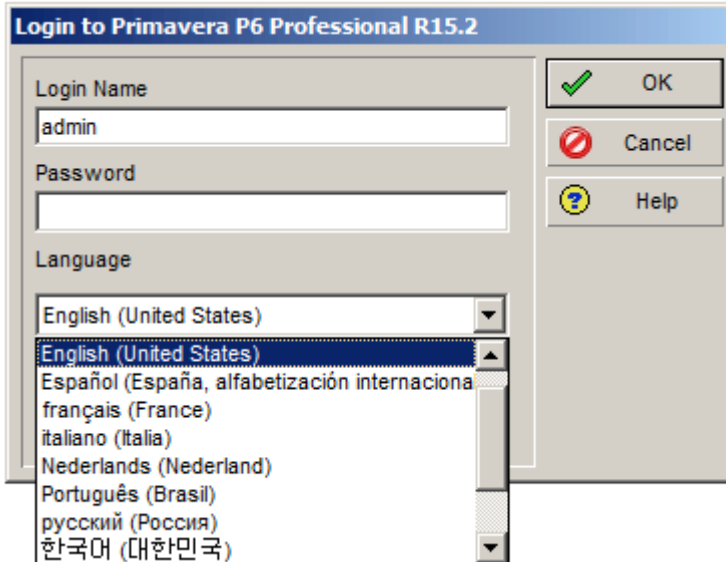 Login to Primavera P6 Professional R15.2
Login Name
admin
Password
Language
English (United States)
English (United States)
Español (España, alfabetización internaciona
français (France)
italiano (Italia)
Nederlands (Nederland)
Português (Brasil)
русский (Россия)
한국어 (대한민국)
OK
Cancel
Help